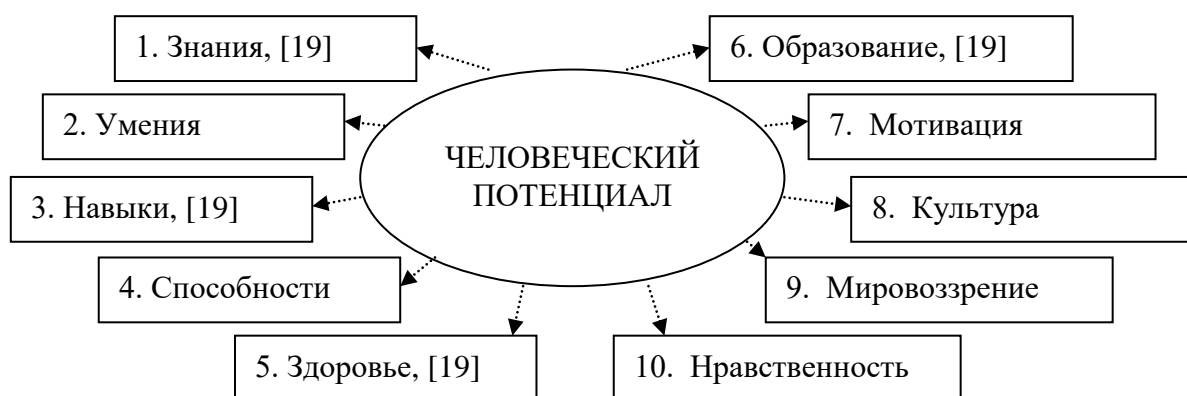 1. Знания, [19]
6. Образование, [19]
2. Умения
7. Мотивация
ЧЕЛОВЕЧЕСКИЙ
ПОТЕНЦИАЛ
3. Навыки, [19]
8. Культура
4. Способности
9. Мировоззрение
5. Здоровье, [19]
10. Нравственность